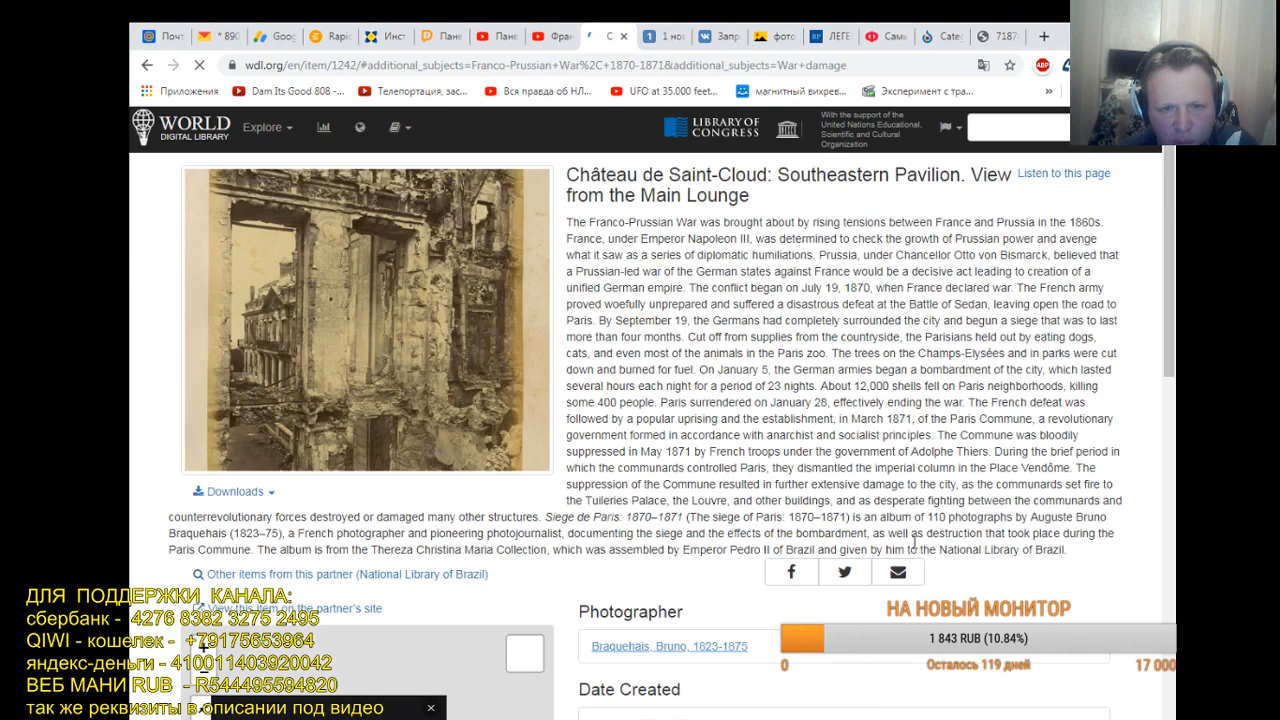 Почт
* 890
Goog
Rapic
Инст
Пане
Пане
Фран
С
1 ног
Запр
фото
ЛЕГЕ
Самы
Categ
7187
wdl.org/en/item/1242/#additional_subjects=Franco-Prussian+War%2C+1870-1871&additional_subjects=War+damage
ABP
Приложения
Dam Its Good 808 -...
Телепортация, зас...
Вся правда об НЛ...
UFO at 35.000 feet...
магнитный вихрев...
Эксперимент с тра...
»
WORLD
DIGITAL LIBRARY
Explore
LIBRARY OF
CONGRESS
With the support of the
United Nations Educational,
Scientific and Cultural
Organization
Château de Saint-Cloud: Southeastern Pavilion. View
from the Main Lounge
Listen to this page
The Franco-Prussian War was brought about by rising tensions between France and Prussia in the 1860s.
France, under Emperor Napoleon III, was determined to check the growth of Prussian power and avenge
what it saw as a series of diplomatic humiliations. Prussia, under Chancellor Otto von Bismarck, believed that
a Prussian-led war of the German states against France would be a decisive act leading to creation of a
unified German empire. The conflict began on July 19, 1870, when France declared war. The French army
proved woefully unprepared and suffered a disastrous defeat at the Battle of Sedan, leaving open the road to
Paris. By September 19, the Germans had completely surrounded the city and begun a siege that was to last
more than four months. Cut off from supplies from the countryside, the Parisians held out by eating dogs,
cats, and even most of the animals in the Paris zoo. The trees on the Champs-Elysées and in parks were cut
down and burned for fuel. On January 5, the German armies began a bombardment of the city, which lasted
several hours each night for a period of 23 nights. About 12,000 shells fell on Paris neighborhoods, killing
some 400 people. Paris surrendered on January 28, effectively ending the war. The French defeat was
followed by a popular uprising and the establishment, in March 1871, of the Paris Commune, a revolutionary
government formed in accordance with anarchist and socialist principles. The Commune was bloodily
suppressed in May 1871 by French troops under the government of Adolphe Thiers. During the brief period in
which the communards controlled Paris, they dismantled the imperial column in the Place Vendôme. The
suppression of the Commune resulted in further extensive damage to the city, as the communards set fire to
the Tuileries Palace, the Louvre, and other buildings, and as desperate fighting between the communards and
counterrevolutionary forces destroyed or damaged many other structures. Siege de Paris: 1870–1871 (The siege of Paris: 1870–1871) is an album of 110 photographs by Auguste Bruno
Braquehais (1823–75), a French photographer and pioneering photojournalist, documenting the siege and the effects of the bombardment, as well as destruction that took place during the
Paris Commune. The album is from the Thereza Christina Maria Collection, which was assembled by Emperor Pedro II of Brazil and given by him to the National Library of Brazil.
Downloads
Other items from this partner (National Library of Brazil)
View this item on the partner's site
Photographer
Braquehais, Bruno, 1823-1875
Date Created
ДЛЯ ПОДДЕРЖКИ КАНАЛА:
сбербанк - 4276 8382 3275 2495
QIWI - кошелек - +79175653964
яндекс-деньги - 410011403920042
ВЕБ МАНИ RUB - R544495594820
так же реквизиты в описании под видео
НА НОВЫЙ МОНИТОР
1 843 RUB (10.84%)
0
Осталось 119 дней
17 000